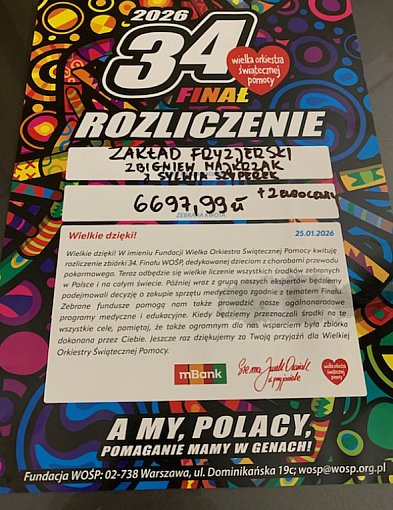 2026
34
wielka orkiestra
świątecznej
pomocy
FINAŁ
ROZLICZENIE
ZAKŁAD FRYZJERSKI
ZBIGNIEW MAJKRZAK
I SYLWIA SZYPEREK
6697,99 zł
+ 2 EUROCENTY
ZEBRANA KWOTA
Wielkie dzięki!
25.01.2026
Wielkie dzięki! W imieniu Fundacji Wielka Orkiestra Świątecznej Pomocy kwituję
rozliczenie zbiórki 34. Finału WOŚP, dedykowanej dzieciom z chorobami przewodu
pokarmowego. Teraz odbędzie się wielkie liczenie wszystkich środków zebranych
w Polsce i na całym świecie. Później wraz z grupą naszych ekspertów będziemy
podejmowali decyzję o zakupie sprzętu medycznego zgodnie z tematem Finału.
Zebrane fundusze pomogą nam także prowadzić nasze ogólnonarodowe
programy medyczne i edukacyjne. Kiedy będziemy przeznaczali środki na te
wszystkie cele, pamiętaj, że także ogromnym dla nas wsparciem była zbiórka
dokonana przez Ciebie. Jeszcze raz dziękujemy za Twoją przyjaźń dla Wielkiej
Orkiestry Świątecznej Pomocy.
mBank
Sie ma Jurek Owsiak
i przyjaciele
wielka orkiestra
świątecznej
pomocy
A MY, POLACY,
POMAGANIE MAMY W GENACH!
Fundacja WOŚP: 02-738 Warszawa, ul. Dominikańska 19c; wosp@wosp.org.pl